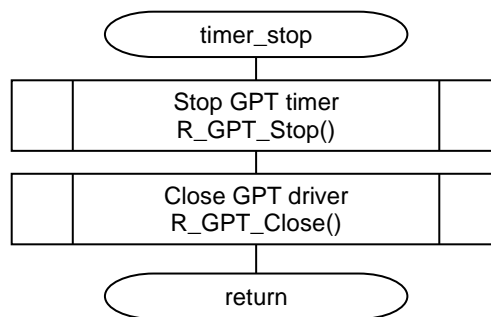 timer_stop
Stop GPT timer
R_GPT_Stop()
Close GPT driver
R_GPT_Close()
return